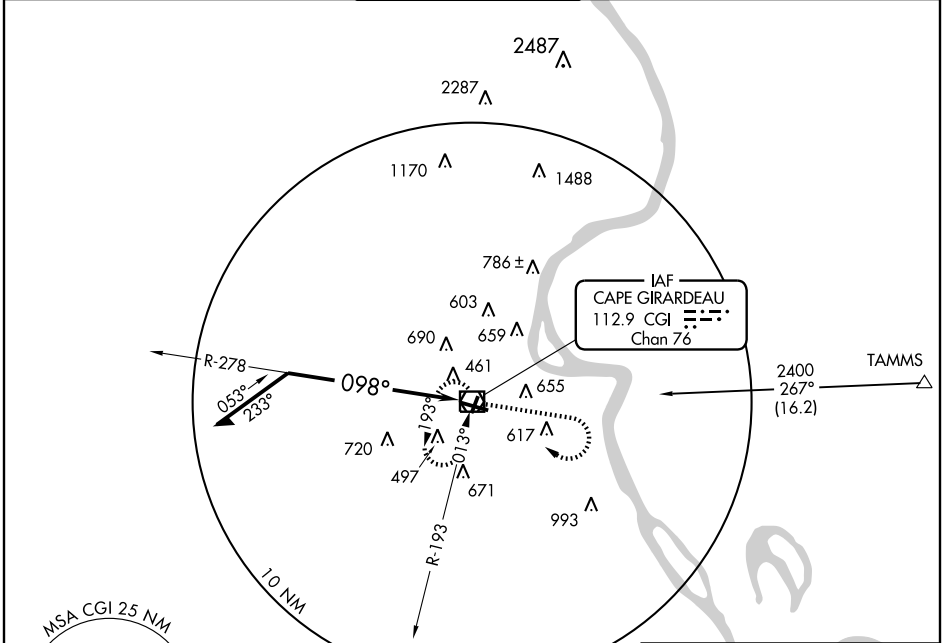 2487
2287
1170
1488
786 ±
603
659
690
461
655
617
720
497
671
993
IAF
CAPE GIRARDEAU
112.9 CGI
Chan 76
TAMMS
2400
267°
(16.2)
R-278
098°
053°
233°
193°
013°
R-193
10 NM
MSA CGI 25 NM